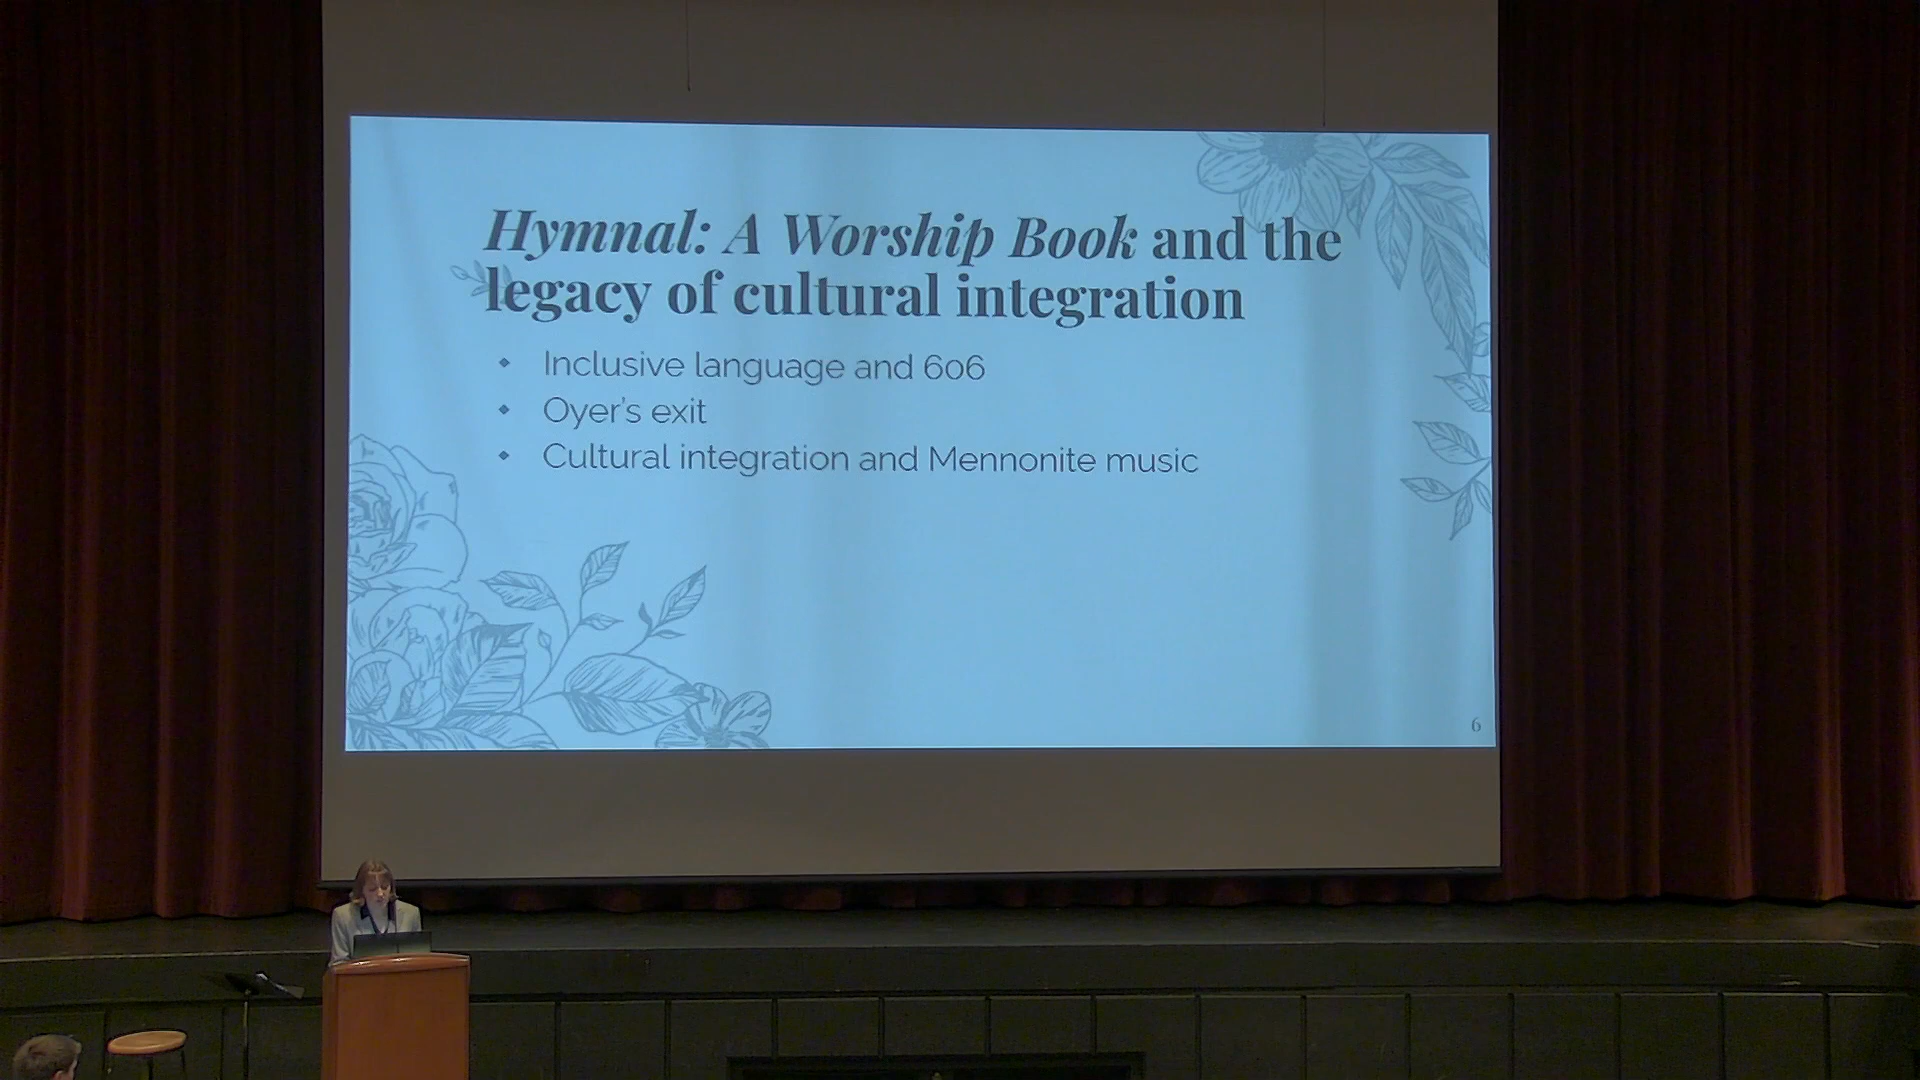 Hymnal: A Worship Book and the
legacy of cultural integration
Inclusive language and 606
Oyer’s exit
Cultural integration and Mennonite music
6